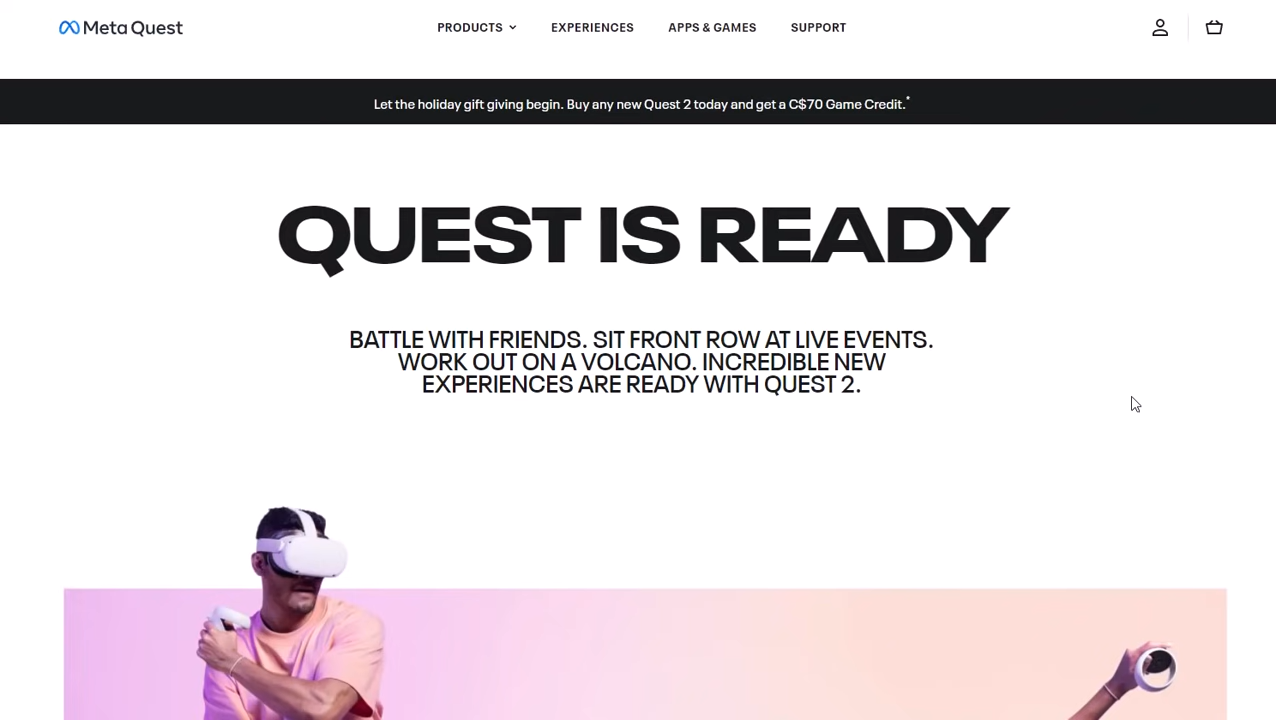 Meta Quest
PRODUCTS
EXPERIENCES
APPS & GAMES
SUPPORT
Let the holiday gift giving begin. Buy any new Quest 2 today and get a C$70 Game Credit.*
QUEST IS READY
BATTLE WITH FRIENDS. SIT FRONT ROW AT LIVE EVENTS.
WORK OUT ON A VOLCANO. INCREDIBLE NEW
EXPERIENCES ARE READY WITH QUEST 2.